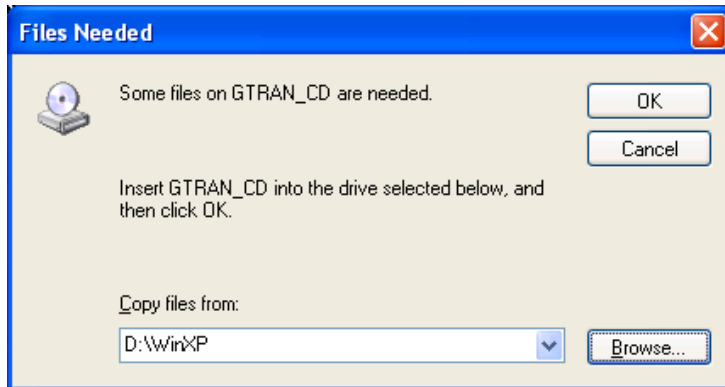 Files Needed
Some files on GTRAN_CD are needed.
OK
Cancel
Insert GTRAN_CD into the drive selected below, and
then click OK.
Copy files from:
D:\WinXP
Browse...